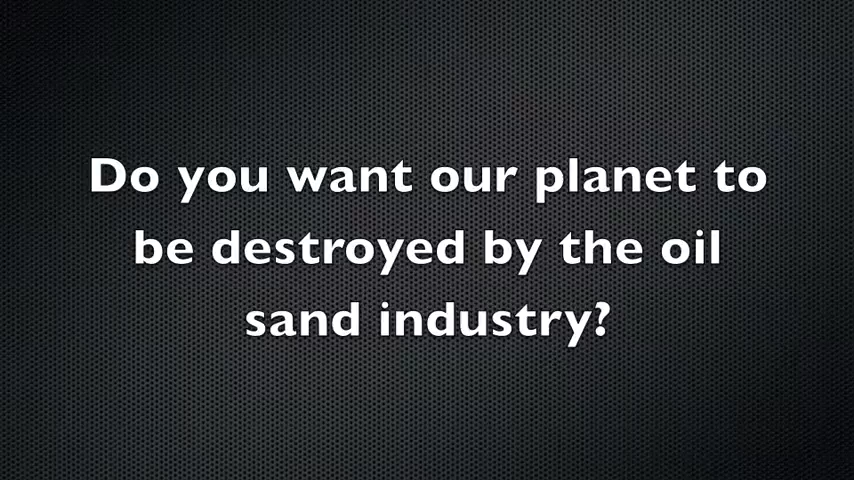 Do you want our planet to
be destroyed by the oil
sand industry?